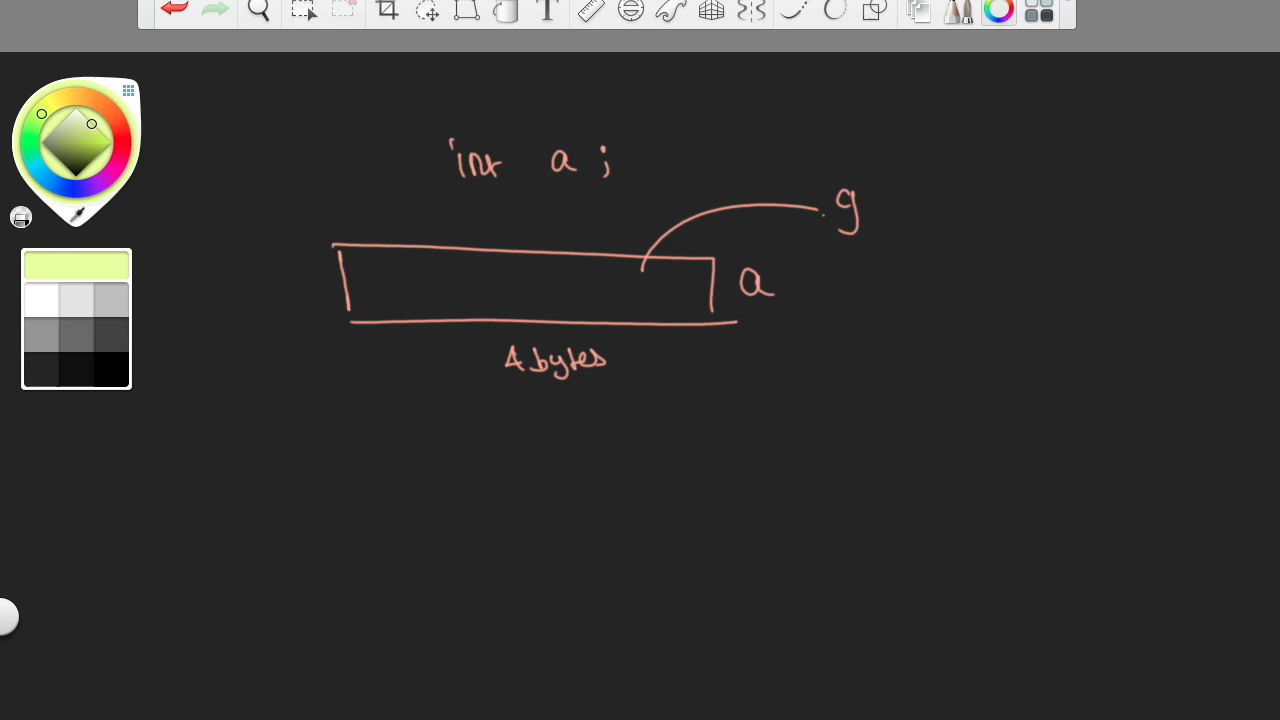 int a ;
g
a
4 bytes